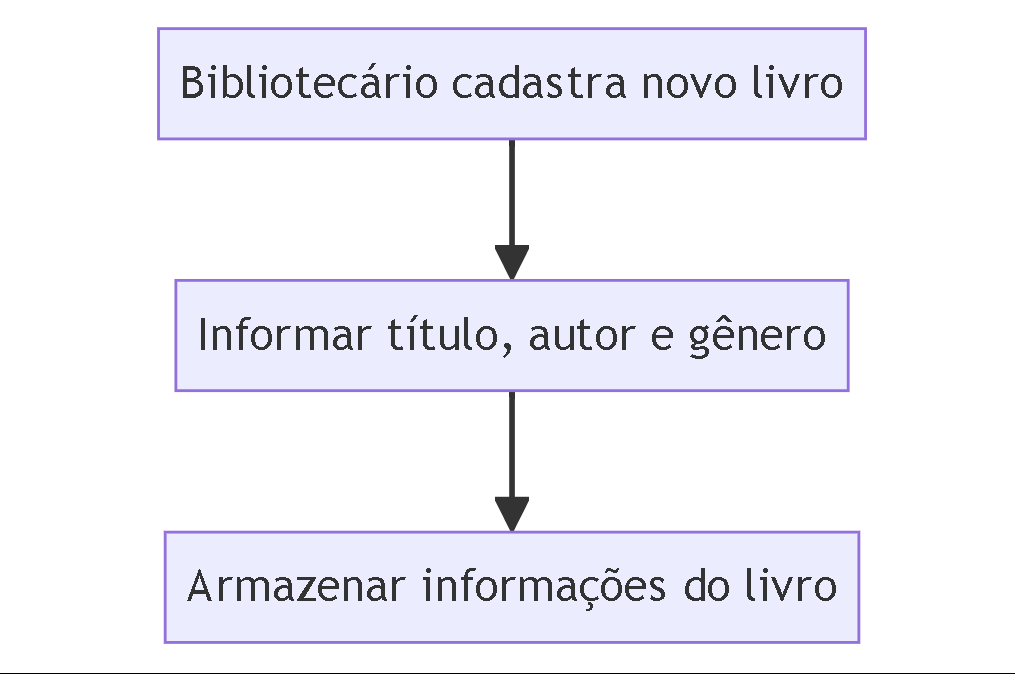 Bibliotecário cadastra novo livro
Informar título, autor e gênero
Armazenar informações do livro